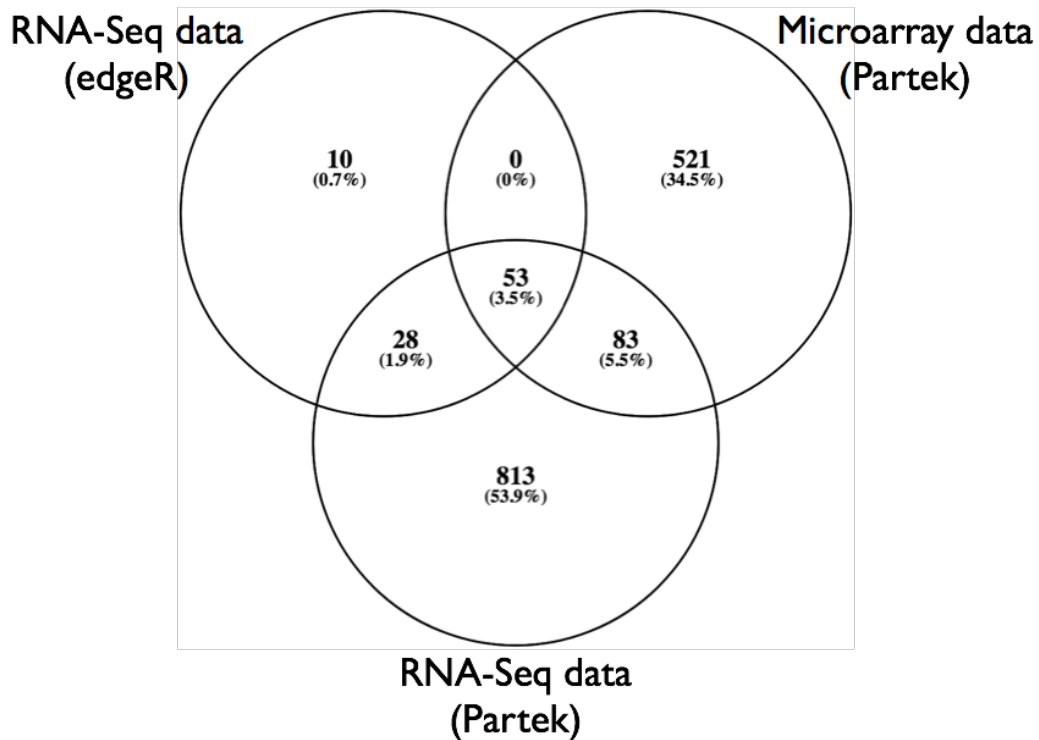 RNA-Seq data
(edgeR)
Microarray data
(Partek)
10
(0.7%)
0
(0%)
521
(34.5%)
53
(3.5%)
28
(1.9%)
83
(5.5%)
813
(53.9%)
RNA-Seq data
(Partek)